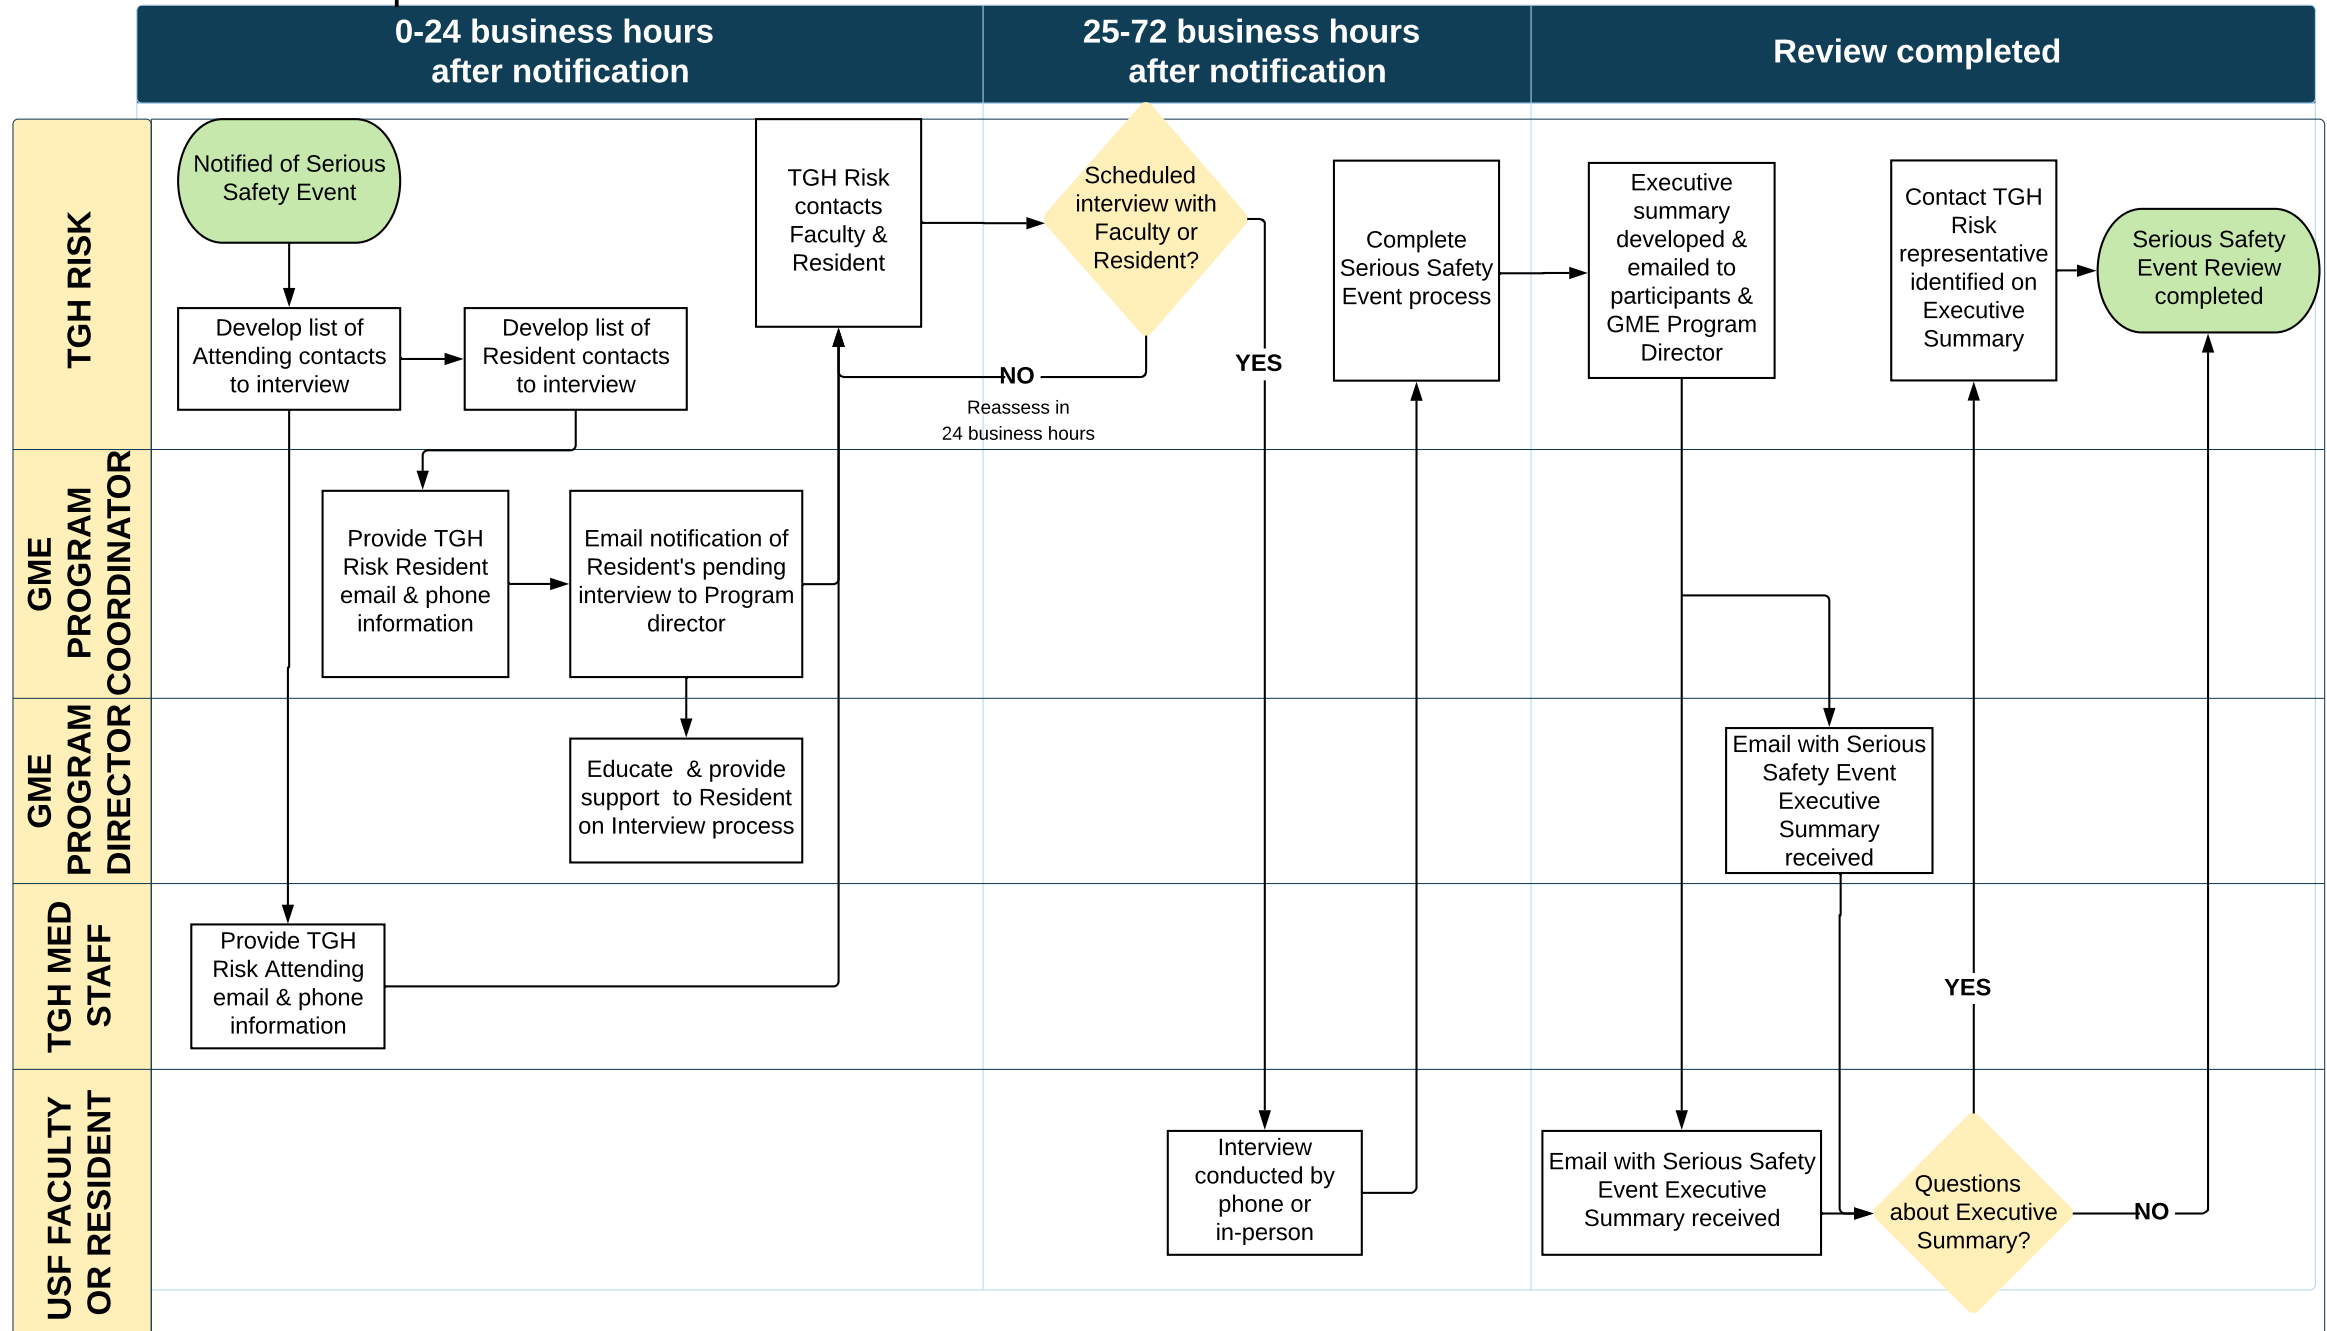 0-24 business hours
after notification
25-72 business hours
after notification
Review completed
TGH RISK
Notified of Serious
Safety Event
Develop list of
Attending contacts
to interview
Develop list of
Resident contacts
to interview
TGH Risk
contacts
Faculty &
Resident
Scheduled
interview with
Faculty or
Resident?
NO
Reassess in
24 business hours
YES
Complete
Serious Safety
Event process
Executive
summary
developed &
emailed to
participants &
GME Program
Director
Contact TGH
Risk
representative
identified on
Executive
Summary
Serious Safety
Event Review
completed
GME
PROGRAM
COORDINATOR
Provide TGH
Risk Resident
email & phone
information
Email notification of
Resident's pending
interview to Program
director
GME
PROGRAM
DIRECTOR
Educate  & provide
support  to Resident
on Interview process
Email with Serious
Safety Event
Executive
Summary
received
TGH MED
STAFF
Provide TGH
Risk Attending
email & phone
information
YES
USF FACULTY
OR RESIDENT
Interview
conducted by
phone or
in-person
Email with Serious Safety
Event Executive
Summary received
Questions
about Executive
Summary?
NO